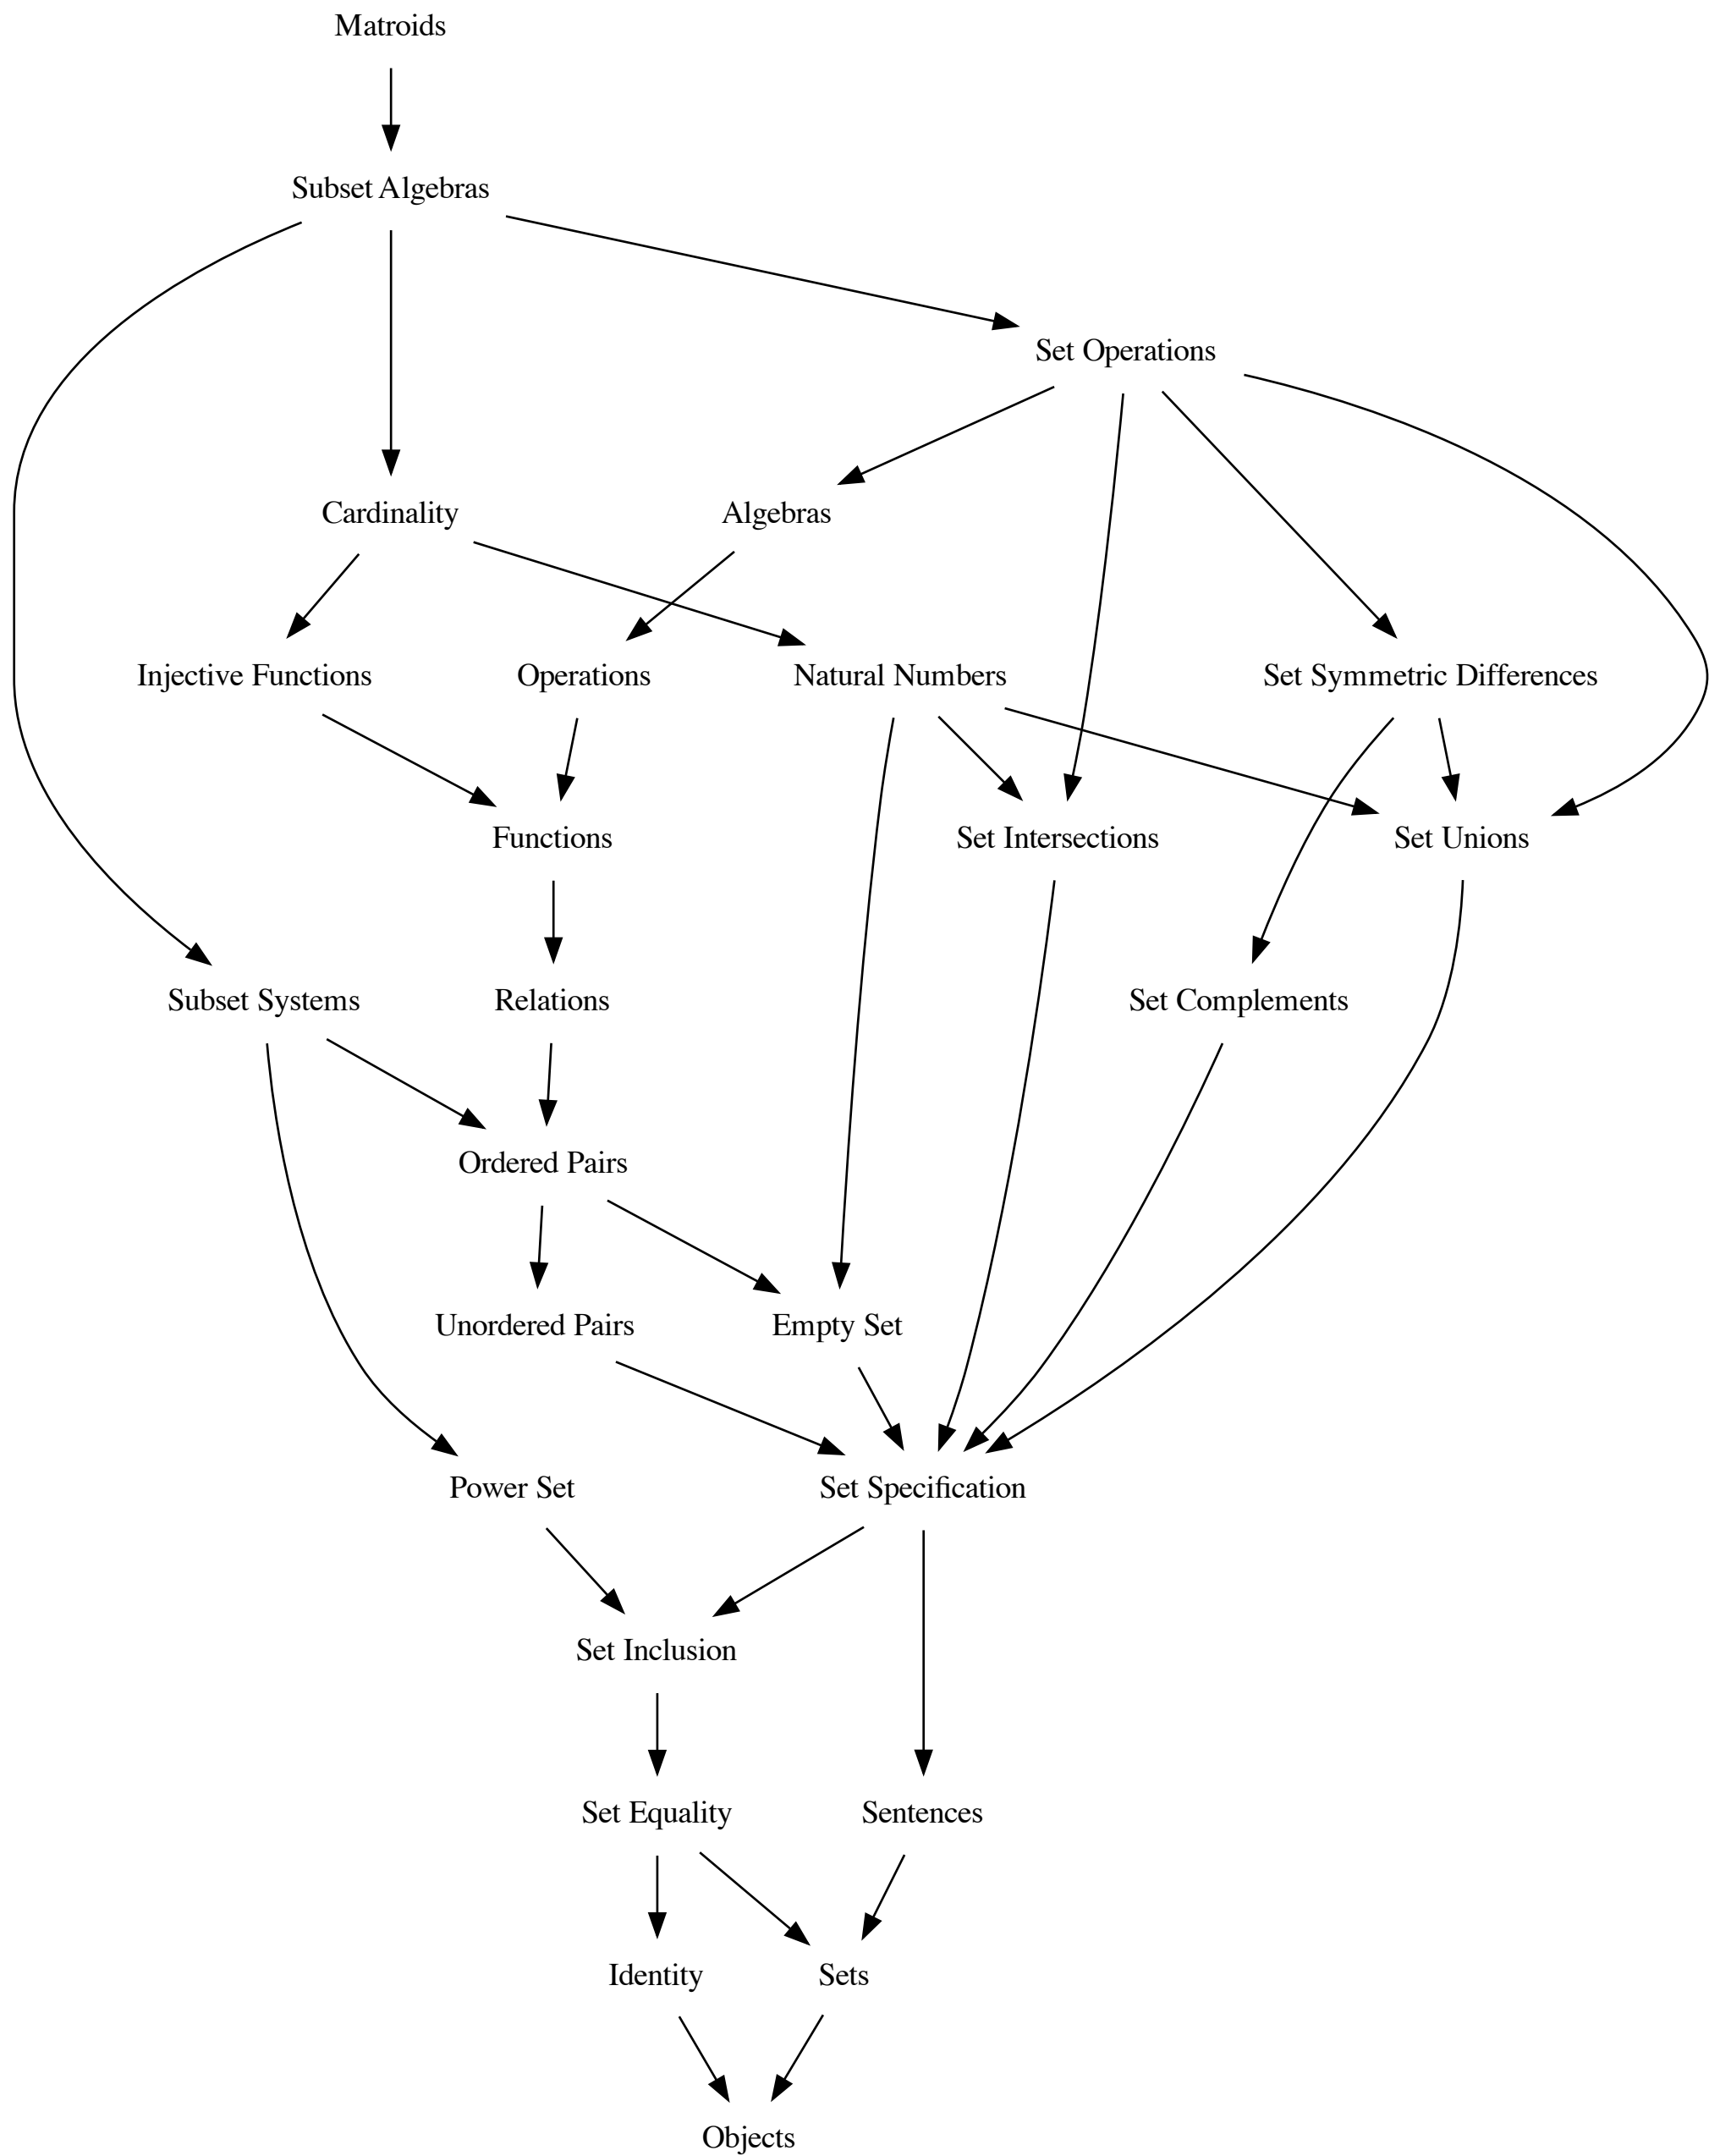 Matroids
Subset Algebras
Set Operations
Cardinality
Algebras
Injective Functions
Operations
Natural Numbers
Set Symmetric Differences
Functions
Set Intersections
Set Unions
Subset Systems
Relations
Set Complements
Ordered Pairs
Unordered Pairs
Empty Set
Power Set
Set Specification
Set Inclusion
Set Equality
Sentences
Identity
Sets
Objects